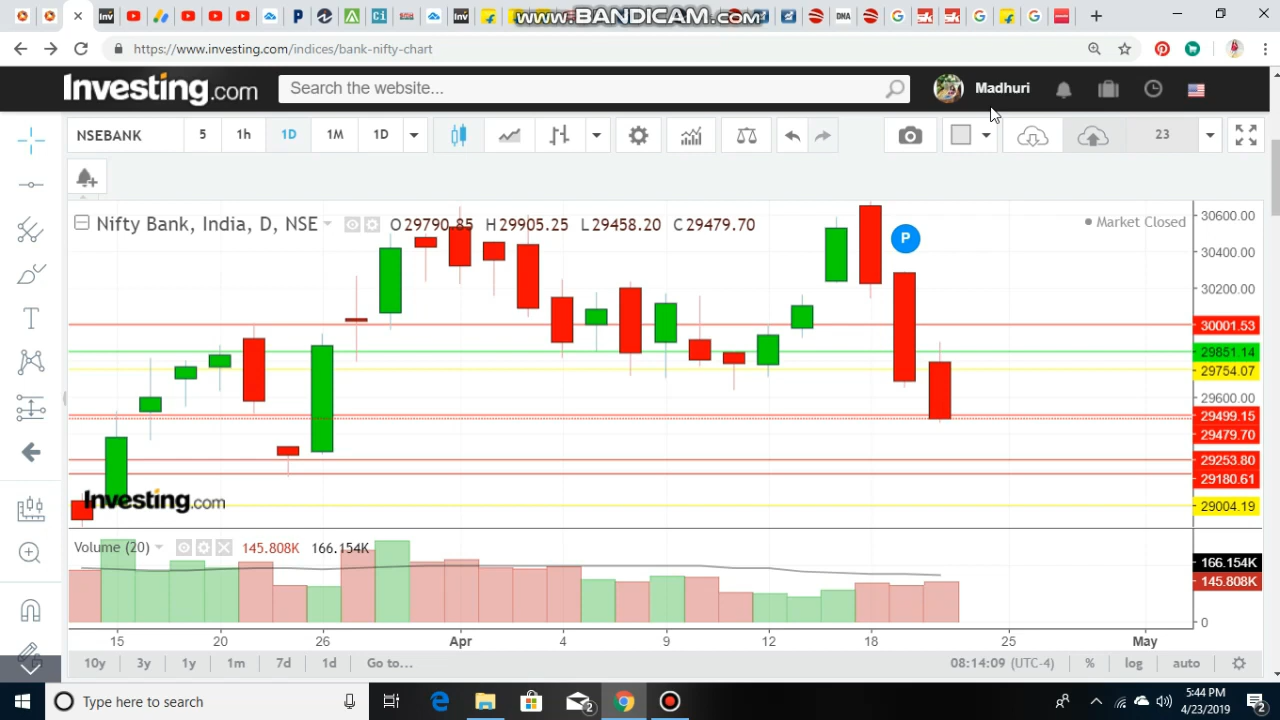 www.BANDICAM.com
https://www.investing.com/indices/bank-nifty-chart
Investing.com
Search the website...
Madhuri
NSEBANK 5 1h 1D 1M 1D 23
Nifty Bank, India, D, NSE O29790.85 H29905.25 L29458.20 C29479.70
Market Closed
30600.00
30400.00
30200.00
30001.53
29851.14
29754.07
29600.00
29499.15
29479.70
29253.80
29180.61
29004.19
Investing.com
Volume (20) 145.808K 166.154K
166.154K
145.808K
0
15 20 26 Apr 4 9 12 18 25 May
10y 3y 1y 1m 7d 1d Go to... 08:14:09 (UTC-4) % log auto
Type here to search
5:44 PM
4/23/2019